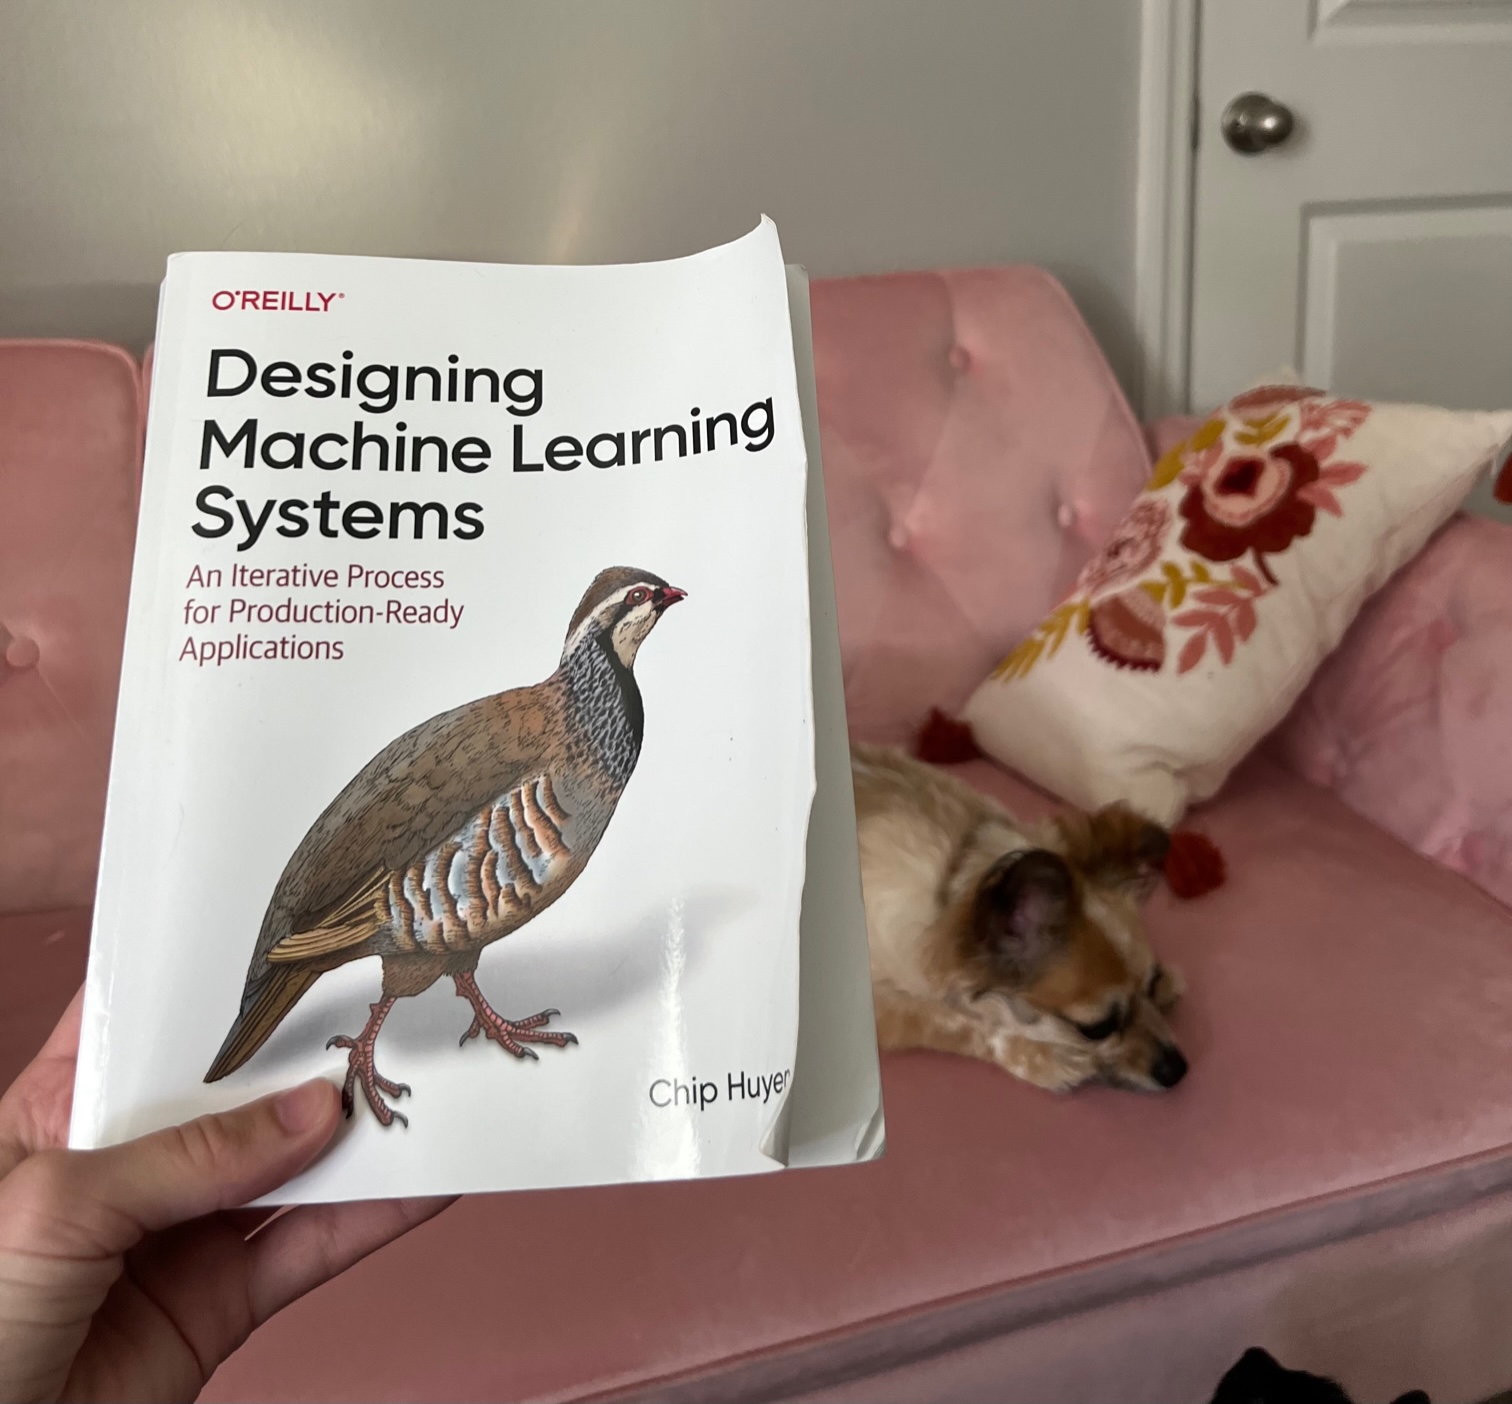 O'REILLY®
Designing
Machine Learning
Systems
An Iterative Process
for Production-Ready
Applications
Chip Huyen